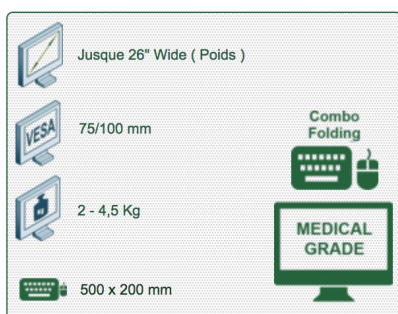 Jusque 26" Wide ( Poids )
VESA
75/100 mm
Combo
Folding
KG
2 - 4,5 Kg
MEDICAL
GRADE
500 x 200 mm